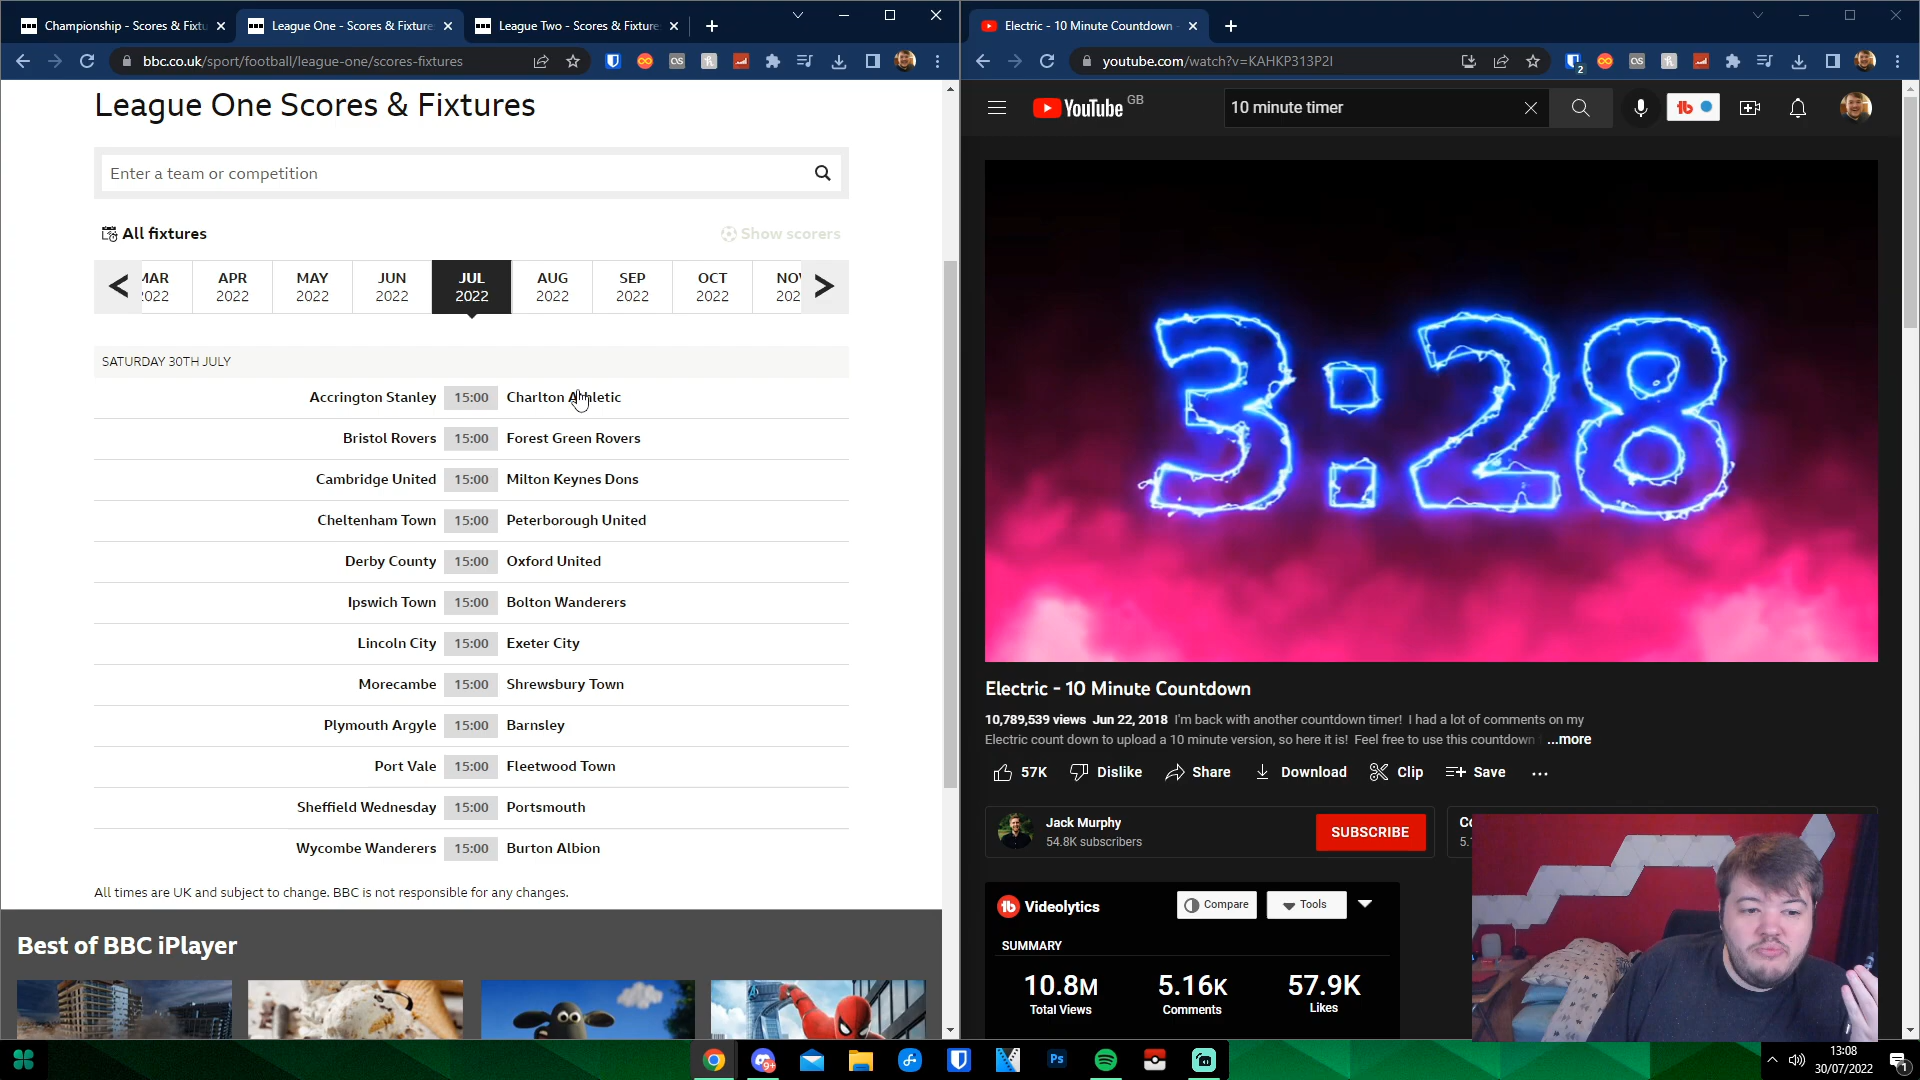 Championship - Scores & Fixtu
League One - Scores & Fixture
League Two - Scores & Fixture
bbc.co.uk/sport/football/league-one/scores-fixtures
League One Scores & Fixtures
Enter a team or competition
All fixtures
Show scorers
MAR 2022
APR 2022
MAY 2022
JUN 2022
JUL 2022
AUG 2022
SEP 2022
OCT 2022
NOV 202
SATURDAY 30TH JULY
Accrington Stanley 15:00 Charlton Athletic
Bristol Rovers 15:00 Forest Green Rovers
Cambridge United 15:00 Milton Keynes Dons
Cheltenham Town 15:00 Peterborough United
Derby County 15:00 Oxford United
Ipswich Town 15:00 Bolton Wanderers
Lincoln City 15:00 Exeter City
Morecambe 15:00 Shrewsbury Town
Plymouth Argyle 15:00 Barnsley
Port Vale 15:00 Fleetwood Town
Sheffield Wednesday 15:00 Portsmouth
Wycombe Wanderers 15:00 Burton Albion
All times are UK and subject to change. BBC is not responsible for any changes.
Best of BBC iPlayer
Electric - 10 Minute Countdown -
youtube.com/watch?v=KAHKP313P2I
YouTube GB
10 minute timer
3:28
Electric - 10 Minute Countdown
10,789,539 views Jun 22, 2018 I'm back with another countdown timer! I had a lot of comments on my
Electric count down to upload a 10 minute version, so here it is! Feel free to use this countdown ...more
57K Dislike Share Download Clip Save
Jack Murphy
54.8K subscribers
SUBSCRIBE
Videolytics
Compare
Tools
SUMMARY
10.8M
Total Views
5.16K
Comments
57.9K
Likes
13:08
30/07/2022